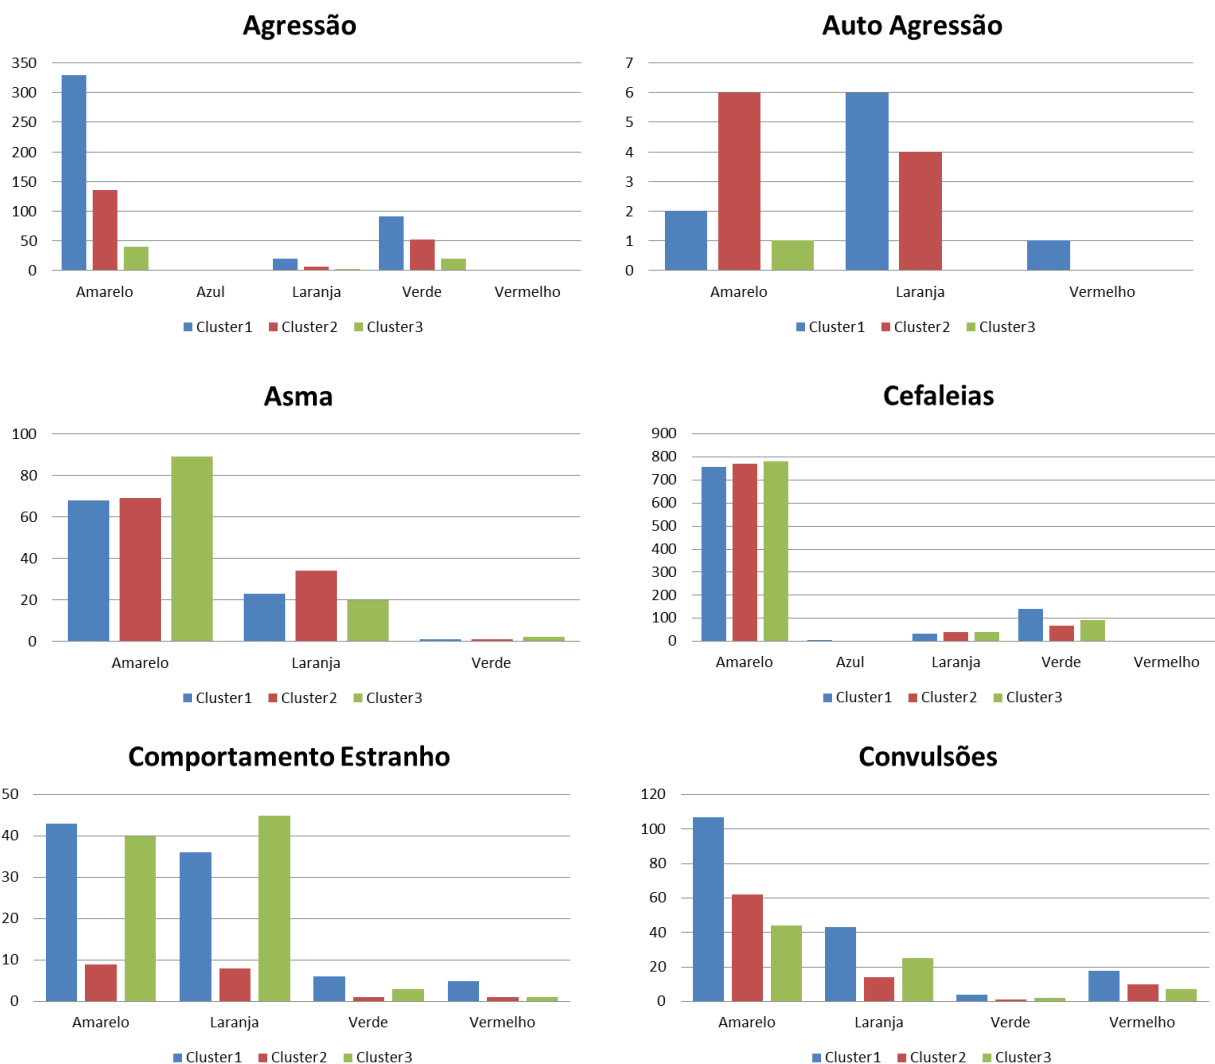 Agressão
350
300
250
200
150
100
50
0
Amarelo Azul Laranja Verde Vermelho
Cluster1 Cluster2 Cluster3
Auto Agressão
7
6
5
4
3
2
1
0
Amarelo Laranja Vermelho
Cluster1 Cluster2 Cluster3
Asma
100
80
60
40
20
0
Amarelo Laranja Verde
Cluster1 Cluster2 Cluster3
Cefaleias
900
800
700
600
500
400
300
200
100
0
Amarelo Azul Laranja Verde Vermelho
Cluster1 Cluster2 Cluster3
Comportamento Estranho
50
40
30
20
10
0
Amarelo Laranja Verde Vermelho
Cluster1 Cluster2 Cluster3
Convulsões
120
100
80
60
40
20
0
Amarelo Laranja Verde Vermelho
Cluster1 Cluster2 Cluster3